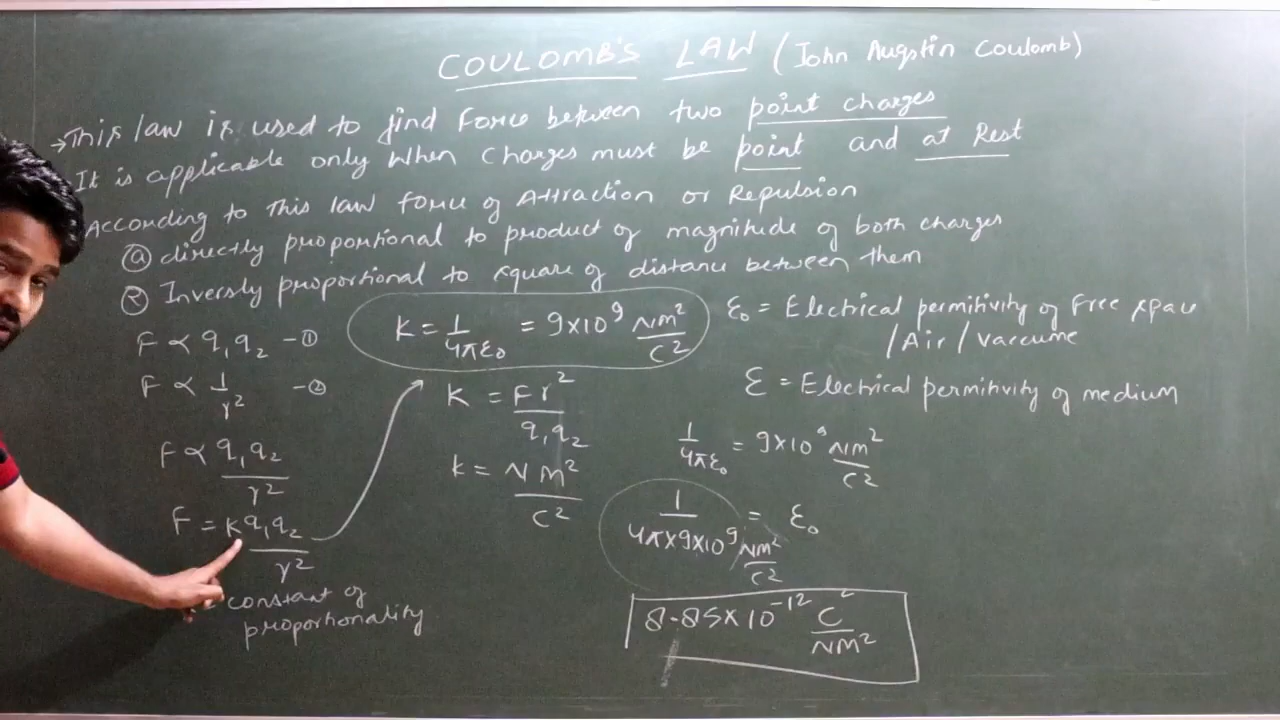 COULOMB'S LAW (John Augstin Coulomb)
→ This law is used to find Force between two point charges
It is applicable only when charges must be point and at Rest
According to this law force of Attraction or Repulsion
ⓐ directly proportional to product of magnitude of both charges
② Inversly proportional to square of distance between them
F ∝ q₁q₂ -①
F ∝ 1/r² -②
F ∝ q₁q₂/r²
F = K q₁q₂/r²
constant of
proportionality
K = 1/4πε₀ = 9×10⁹ Nm²/C²
K = Fr²/q₁q₂
k = NM²/C²
ε₀ = Electrical permitivity of Free space
/Air/vaccume
ε = Electrical permitivity of medium
1/4πε₀ = 9×10⁹ Nm²/C²
1/4π×9×10⁹ Nm²/C² = ε₀
8.85×10⁻¹² C²/NM²